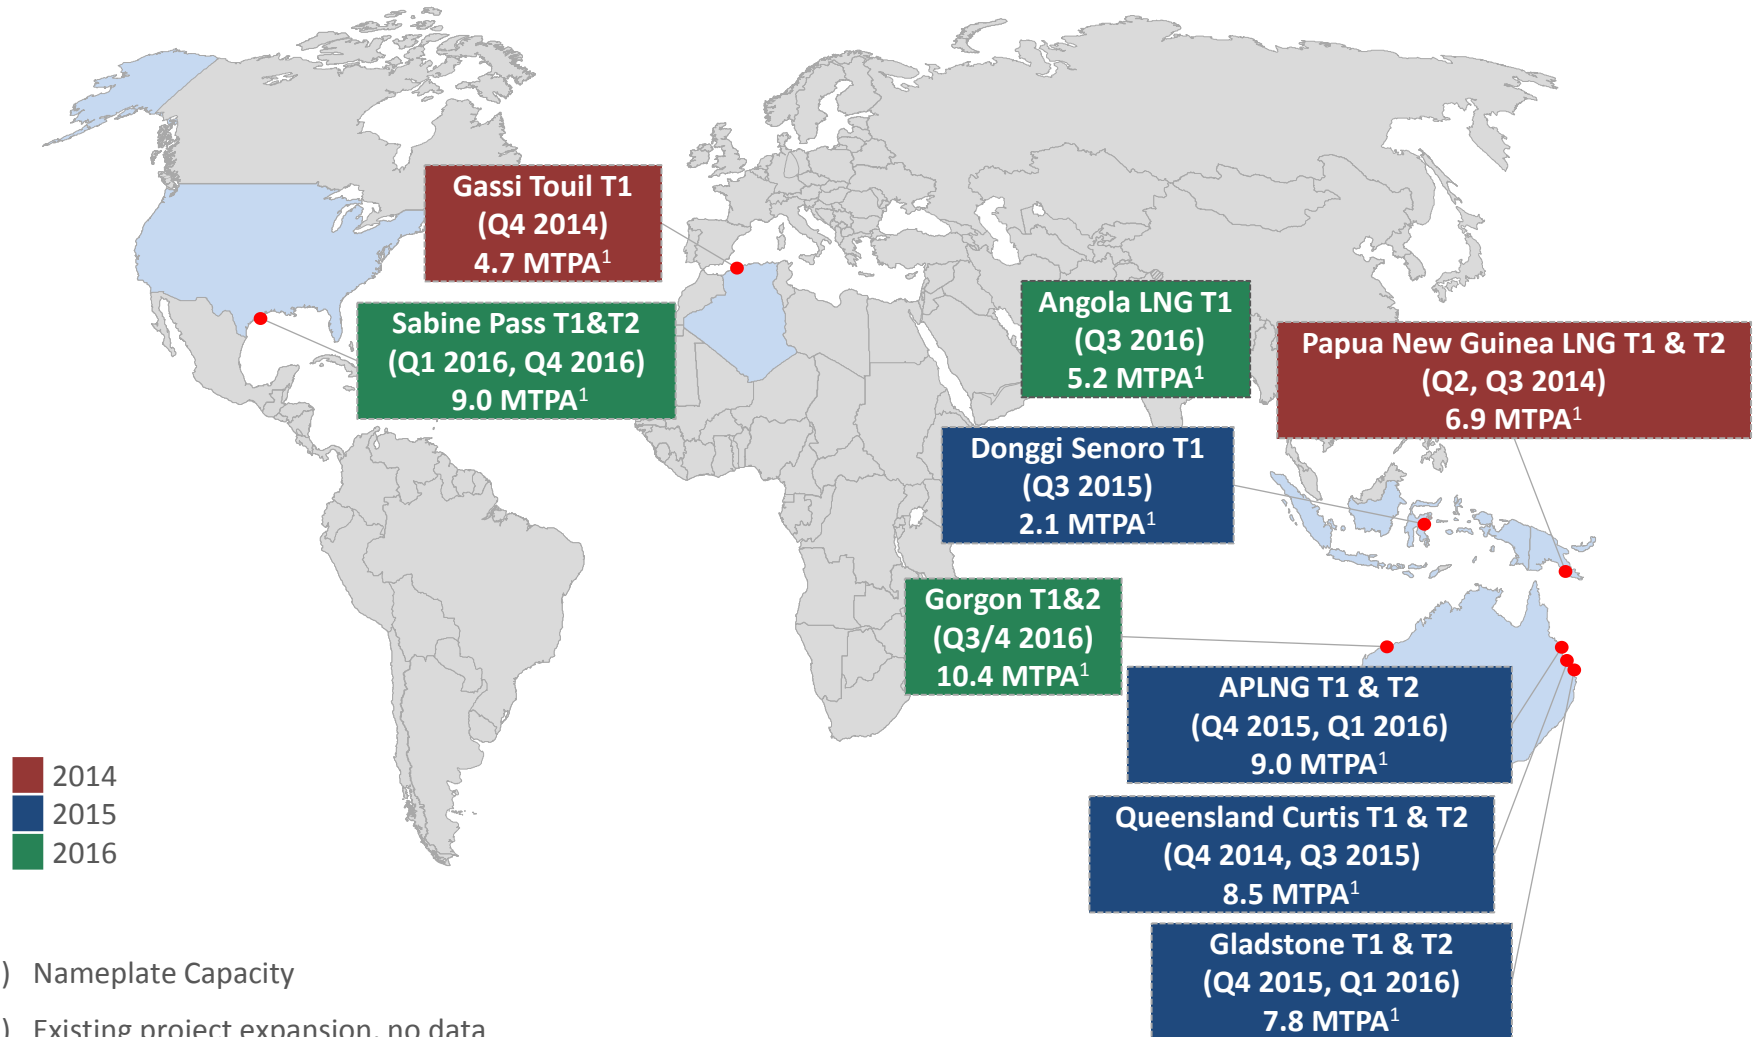 Gassi Touil T1
(Q4 2014)
4.7 MTPA¹
Sabine Pass T1&T2
(Q1 2016, Q4 2016)
9.0 MTPA¹
Angola LNG T1
(Q3 2016)
5.2 MTPA¹
Papua New Guinea LNG T1 & T2
(Q2, Q3 2014)
6.9 MTPA¹
Donggi Senoro T1
(Q3 2015)
2.1 MTPA¹
Gorgon T1&2
(Q3/4 2016)
10.4 MTPA¹
APLNG T1 & T2
(Q4 2015, Q1 2016)
9.0 MTPA¹
Queensland Curtis T1 & T2
(Q4 2014, Q3 2015)
8.5 MTPA¹
Gladstone T1 & T2
(Q4 2015, Q1 2016)
7.8 MTPA¹
2014
2015
2016
) Nameplate Capacity
) Existing project expansion, no data